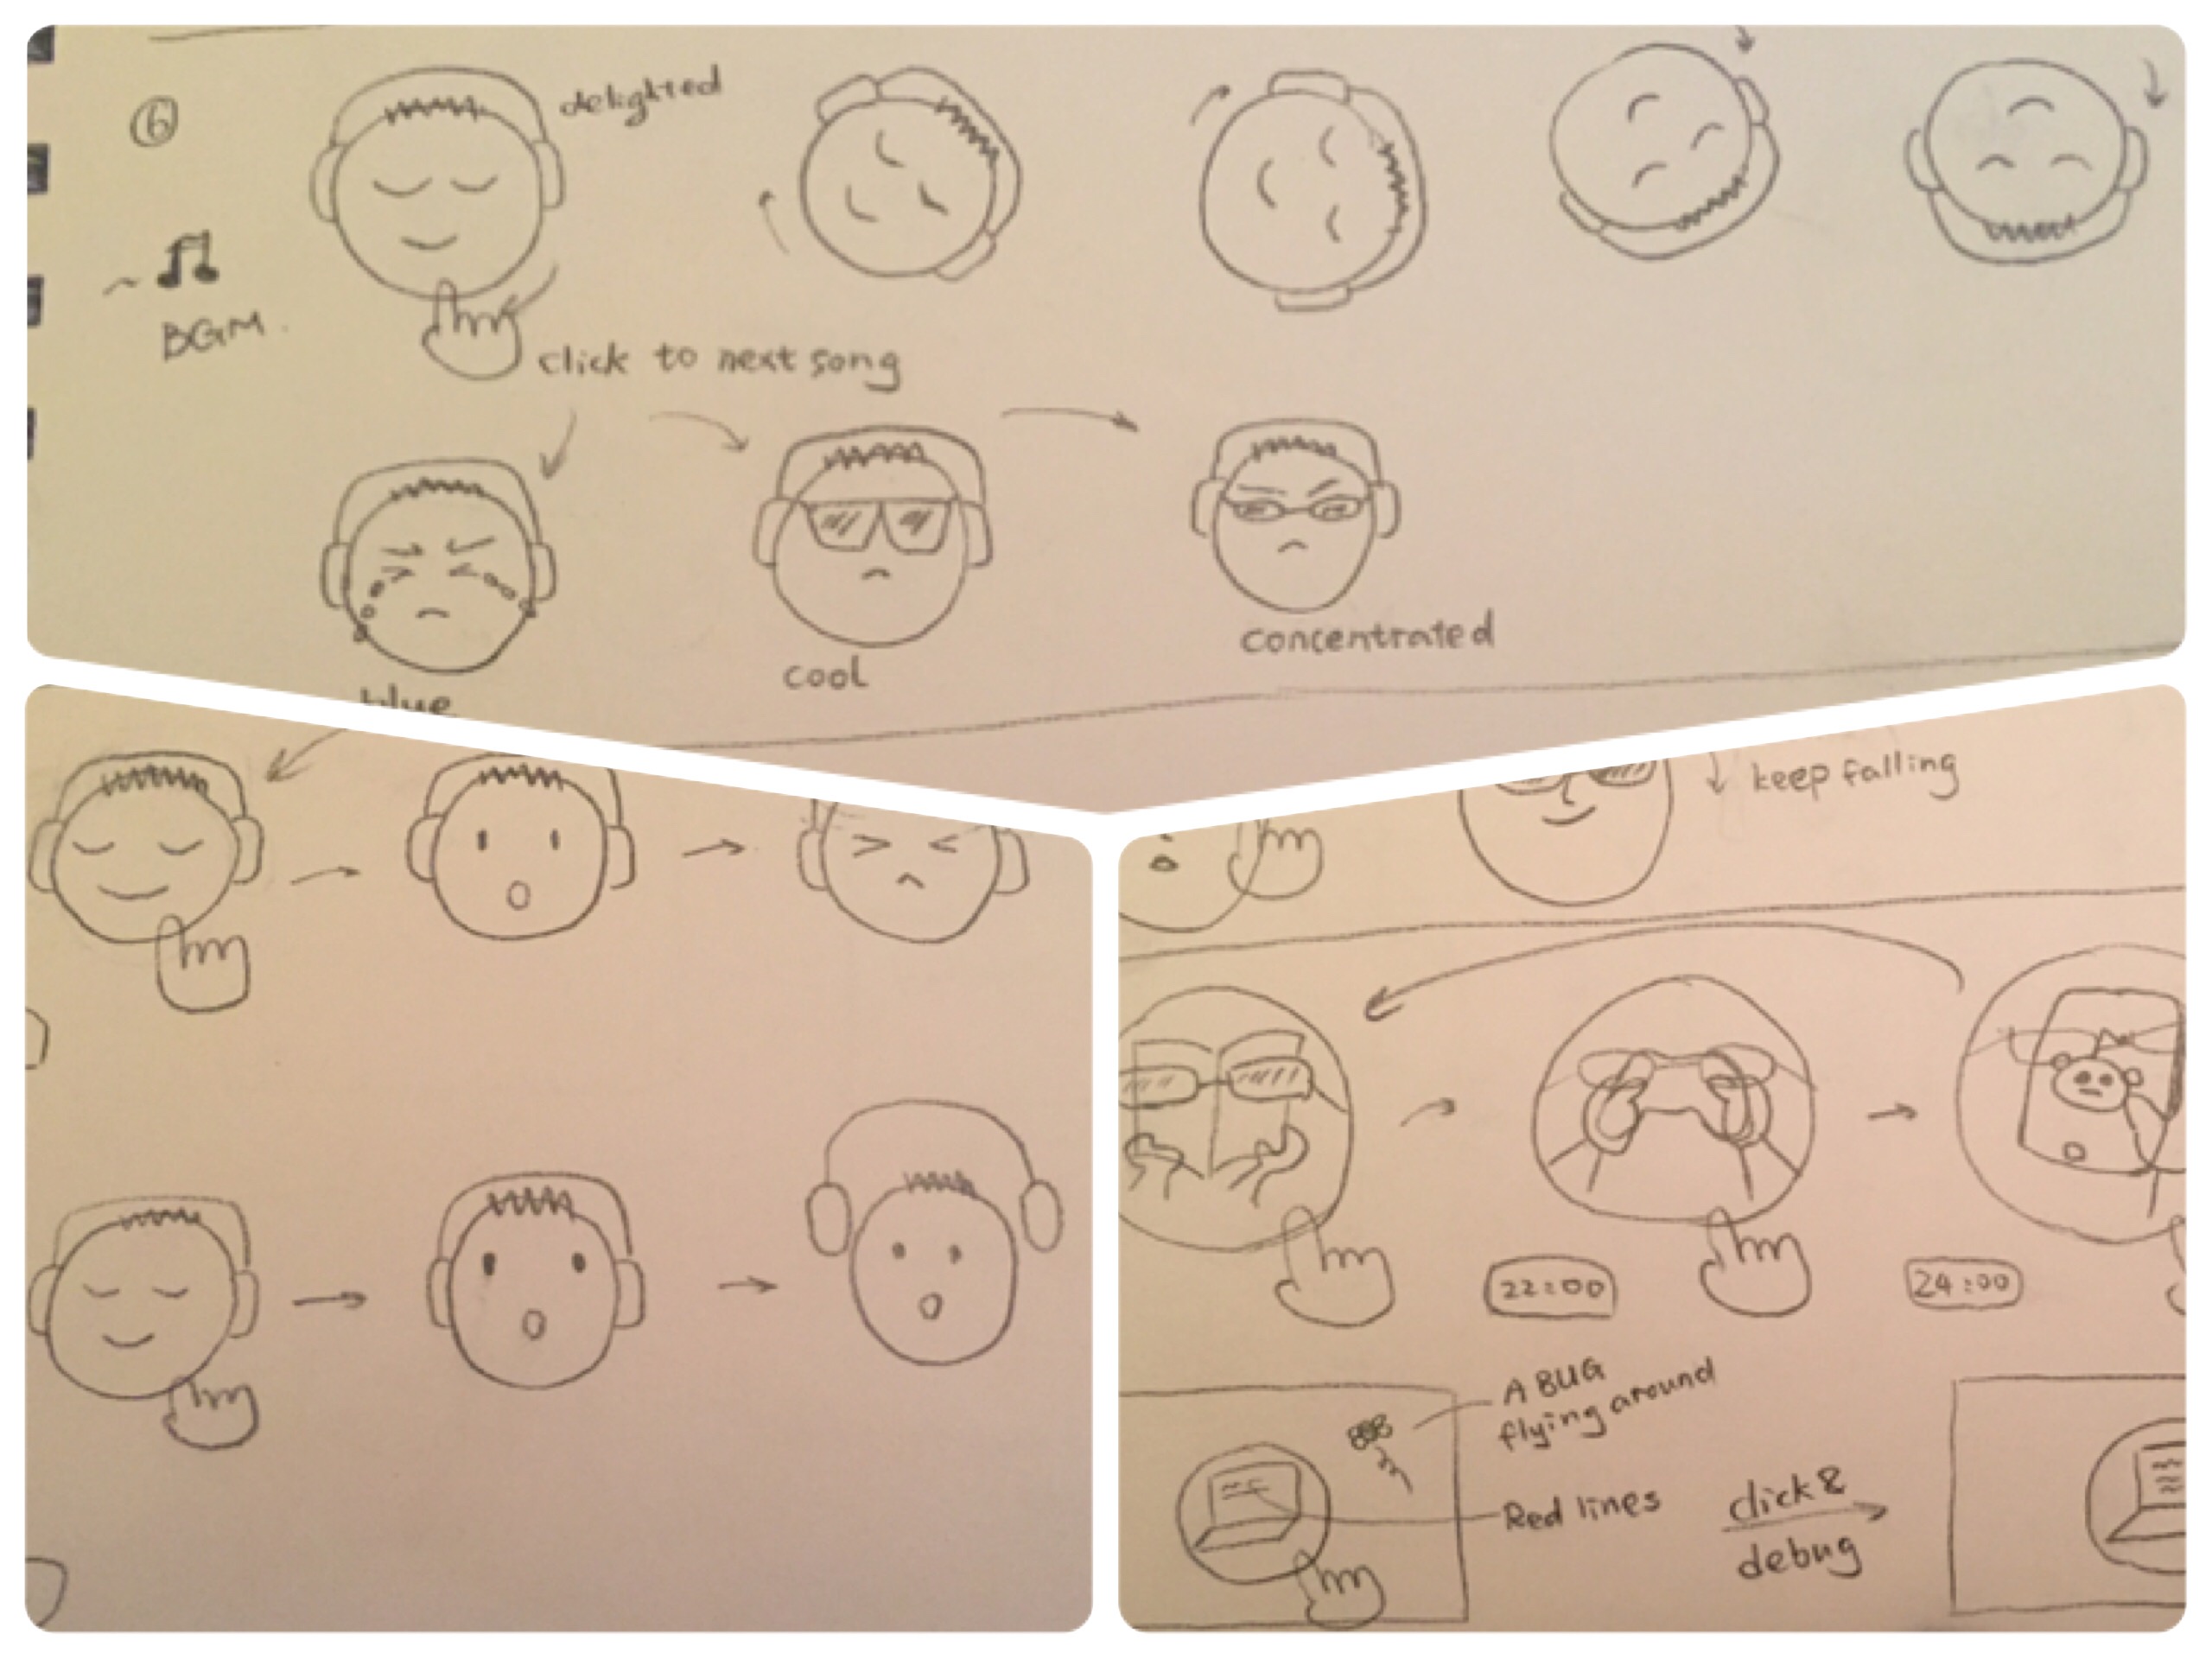 ⑥
delighted
BGM.
click to next song
blue
cool
concentrated
keep falling
22:00
24:00
A BUG
flying around
Red lines
click &
debug